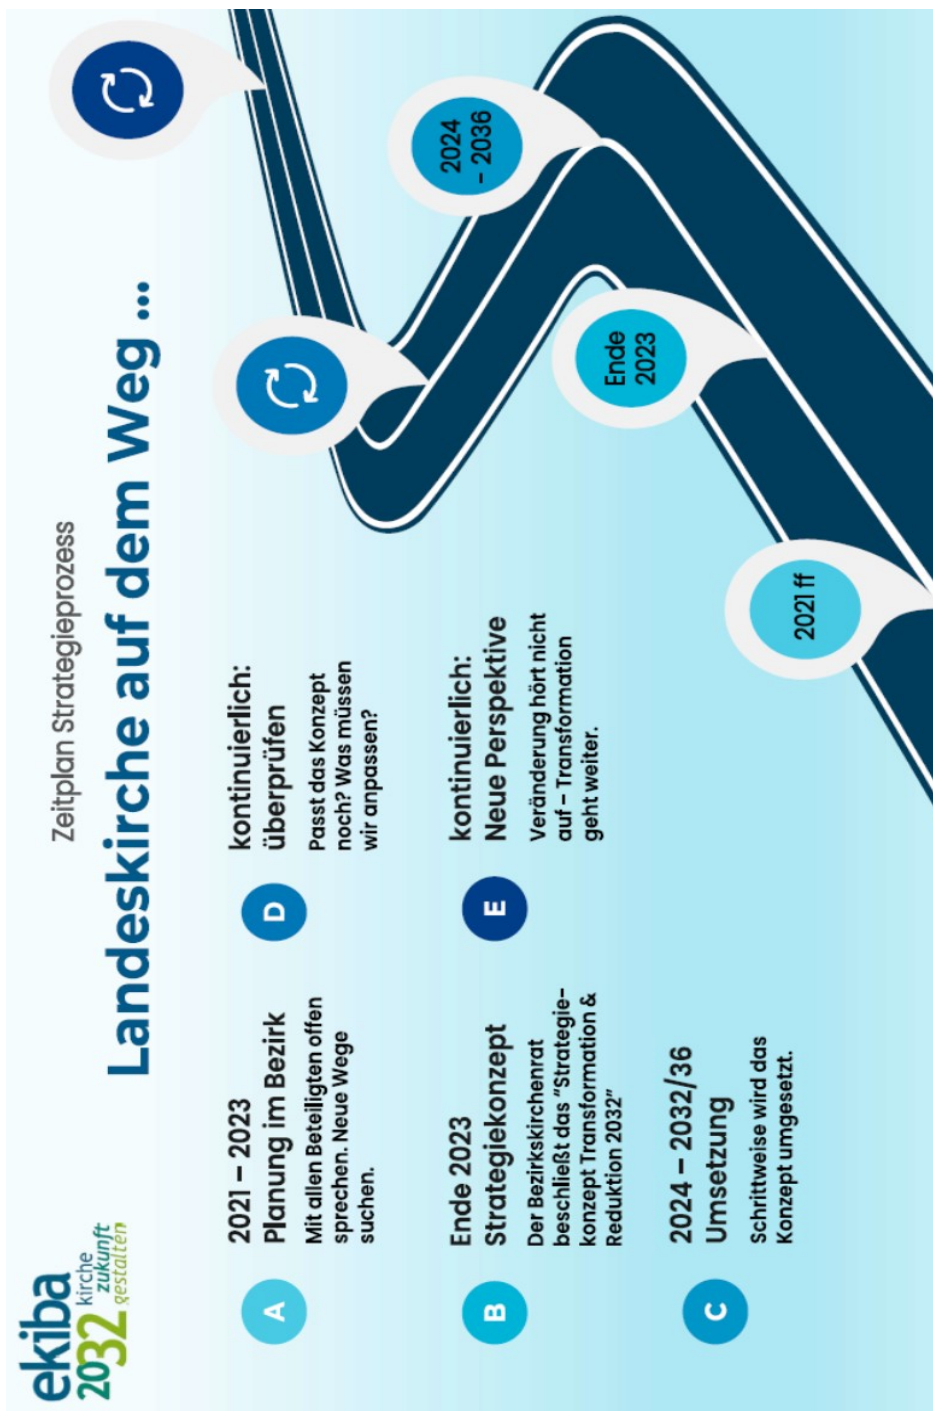 ekiba
2032
kirche
zukunft
gestalten
Zeitplan Strategieprozess
Landeskirche auf dem Weg ...
A
2021 – 2023
Planung im Bezirk
Mit allen Beteiligten offen
sprechen. Neue Wege
suchen.
B
Ende 2023
Strategiekonzept
Der Bezirkskirchenrat
beschließt das "Strategie–
konzept Transformation &
Reduktion 2032"
C
2024 – 2032/36
Umsetzung
Schrittweise wird das
Konzept umgesetzt.
D
kontinuierlich:
überprüfen
Passt das Konzept
noch? Was müssen
wir anpassen?
E
kontinuierlich:
Neue Perspektive
Veränderung hört nicht
auf – Transformation
geht weiter.
2021 ff
Ende
2023
2024
– 2036